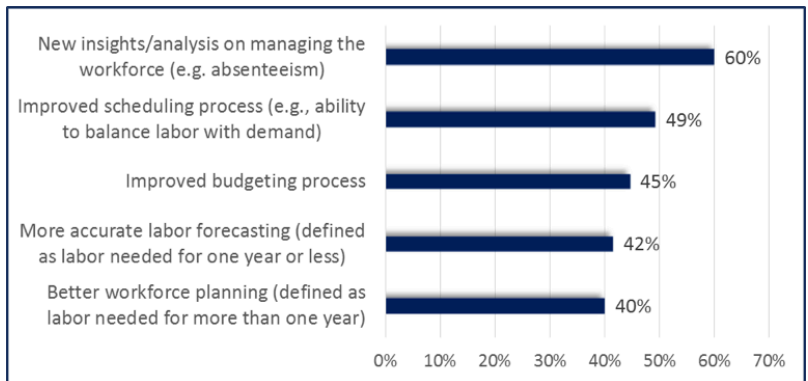 New insights/analysis on managing the
workforce (e.g. absenteeism)
60%
Improved scheduling process (e.g., ability
to balance labor with demand)
49%
Improved budgeting process
45%
More accurate labor forecasting (defined
as labor needed for one year or less)
42%
Better workforce planning (defined as
labor needed for more than one year)
40%
0% 10% 20% 30% 40% 50% 60% 70%